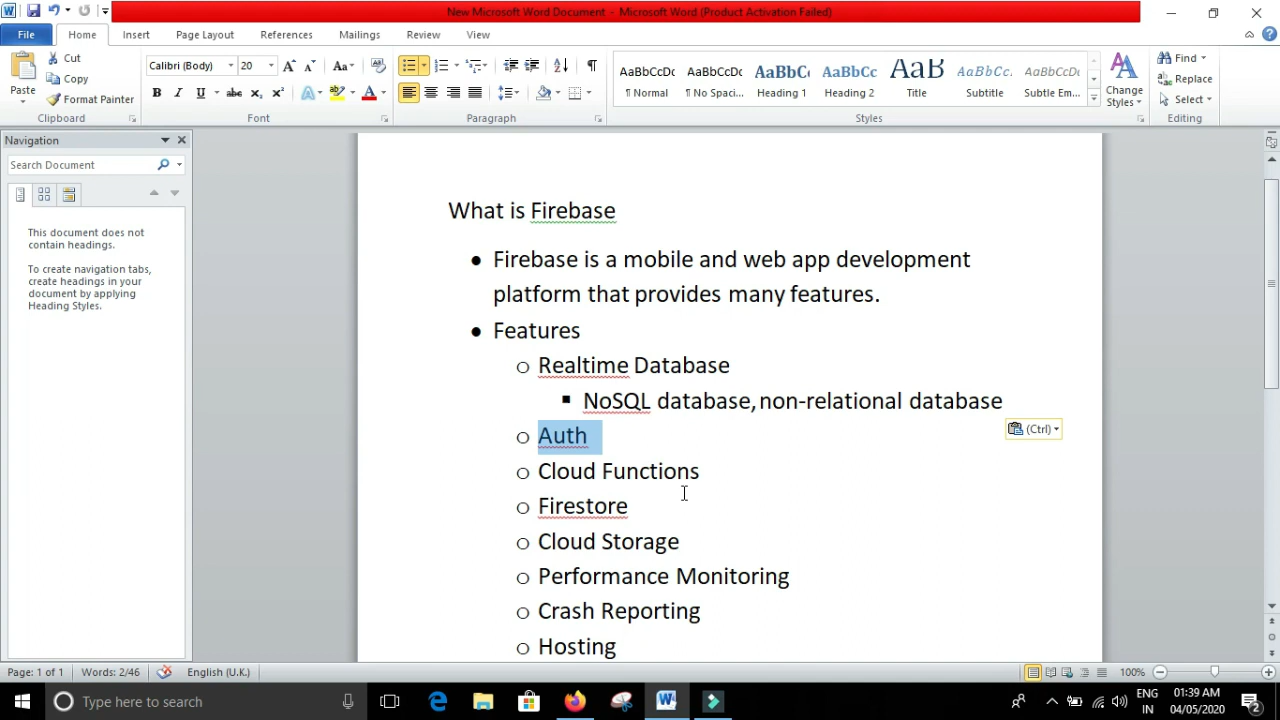 New Microsoft Word Document - Microsoft Word (Product Activation Failed)
File Home Insert Page Layout References Mailings Review View
Paste
Cut
Copy
Format Painter
Clipboard
Calibri (Body) 20
Font
Paragraph
AaBbCcDc AaBbCcDc AaBbCc AaBbCc AaB AaBbCc. AaBbCcDc
¶ Normal ¶ No Spaci... Heading 1 Heading 2 Title Subtitle Subtle Em...
Change Styles
Styles
Find
Replace
Select
Editing
Navigation
Search Document
This document does not
contain headings.
To create navigation tabs,
create headings in your
document by applying
Heading Styles.
What is Firebase
• Firebase is a mobile and web app development
platform that provides many features.
• Features
o Realtime Database
▪ NoSQL database, non-relational database
o Auth
(Ctrl)
o Cloud Functions
o Firestore
o Cloud Storage
o Performance Monitoring
o Crash Reporting
o Hosting
Page: 1 of 1 Words: 2/46 English (U.K.) 100%
Type here to search
ENG
IN
01:39 AM
04/05/2020
2